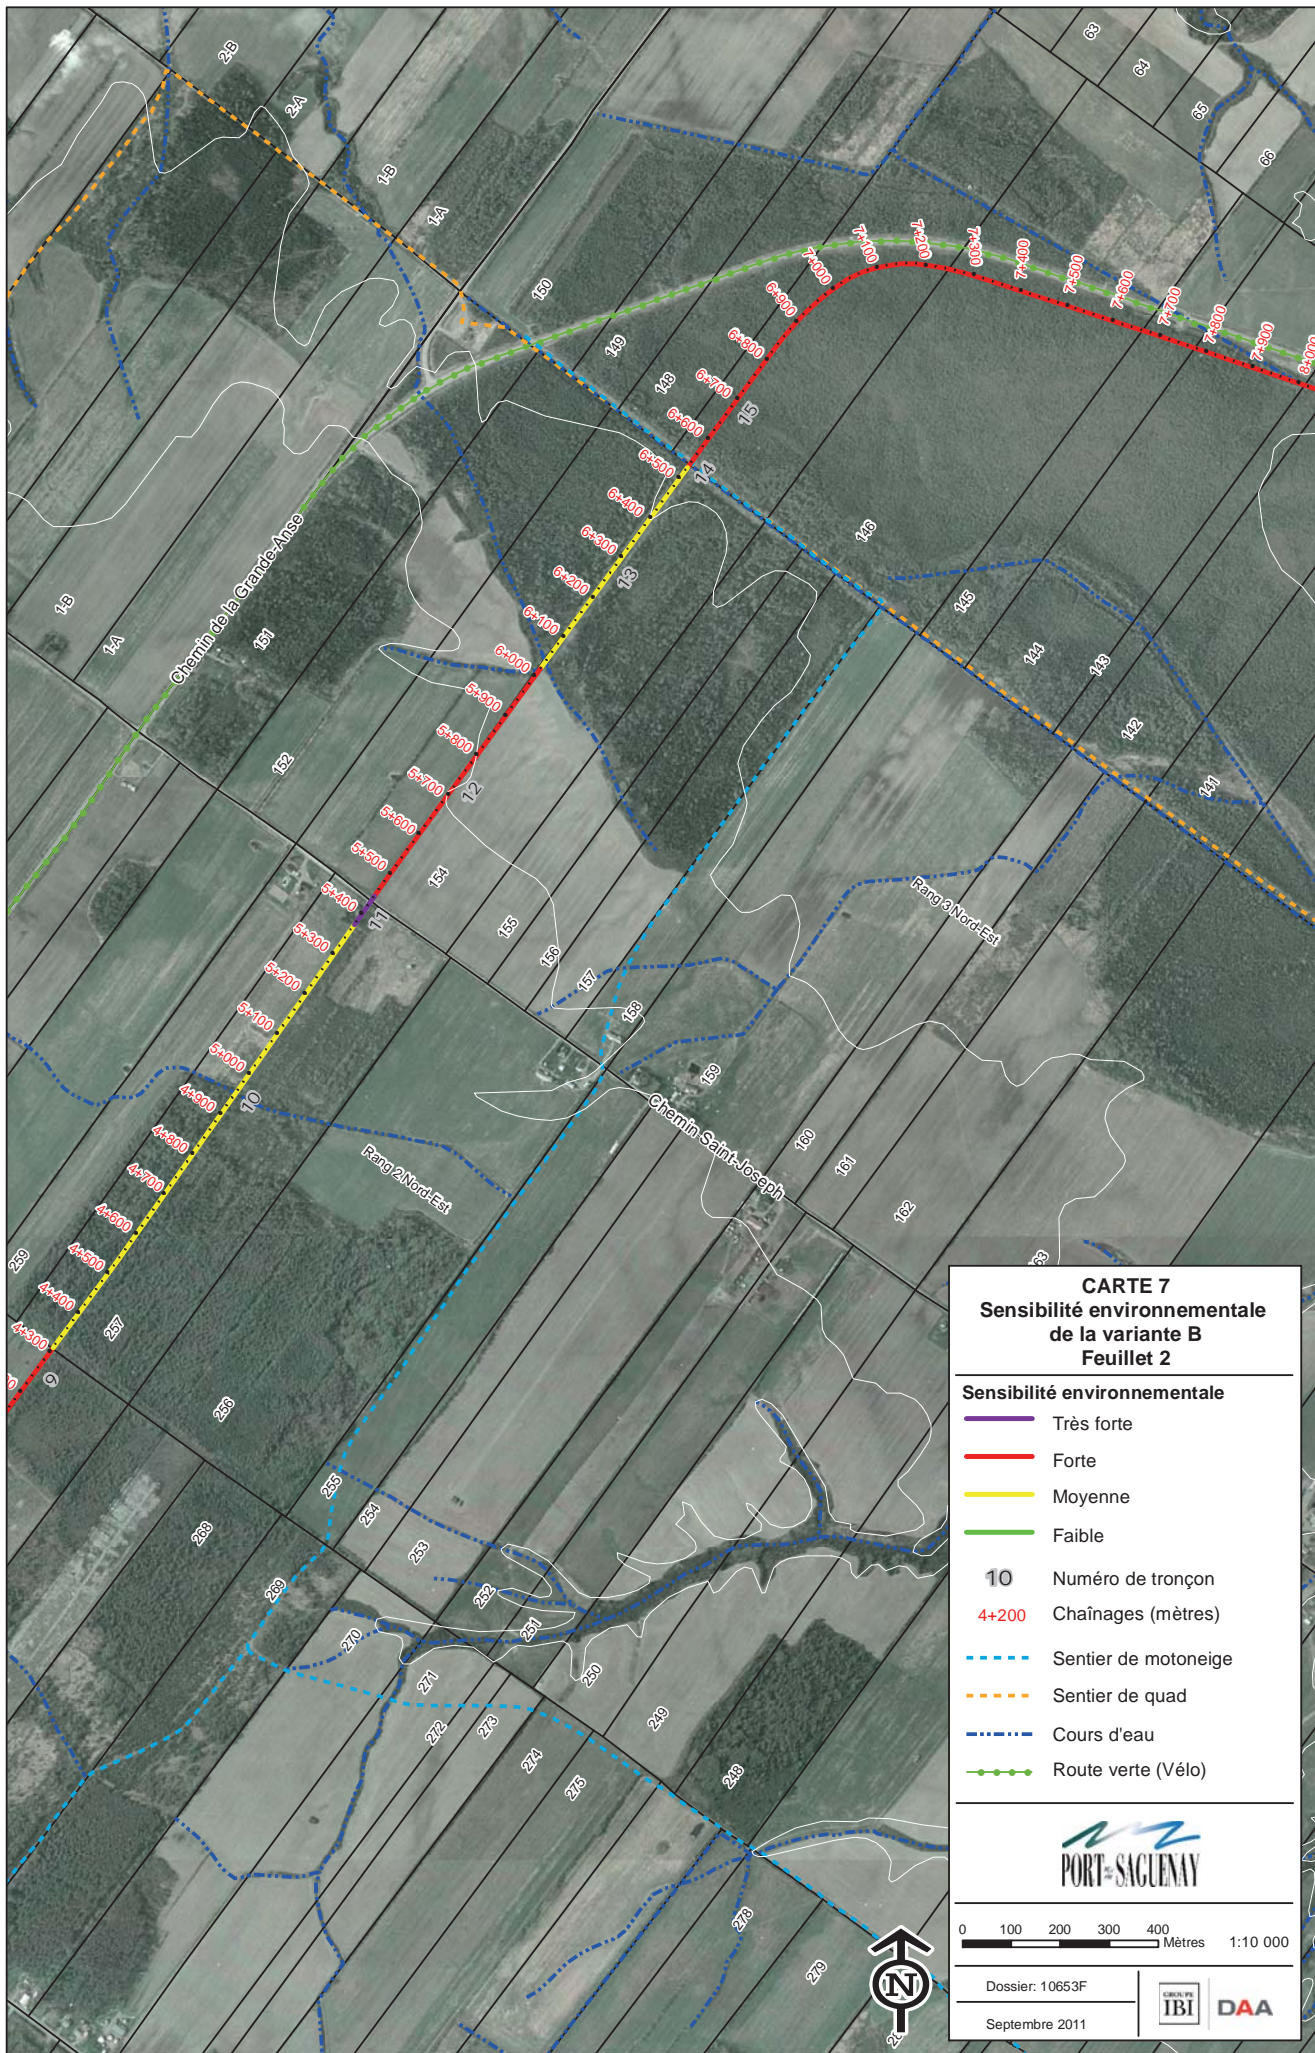 2-B
2-A
1-B
1-A
63
64
65
66
150
149
148
7+000
7+100
7+200
7+300
7+400
7+500
7+600
7+700
7+800
7+900
8+000
6+900
6+800
6+700
6+600
15
6+500
14
6+400
6+300
13
6+200
6+100
6+000
146
145
144
143
142
141
Chemin de la Grande-Anse
1-B
1-A
151
152
5+900
5+800
5+700
12
5+600
5+500
5+400
11
5+300
5+200
5+100
5+000
154
155
156
157
158
159
Rang 3 Nord-Est
4+900
10
4+800
4+700
4+600
4+500
4+400
4+300
9
Rang 2 Nord-Est
Chemin Saint-Joseph
160
161
162
259
257
256
255
254
253
252
251
250
249
248
268
269
270
271
272
273
274
275
278
279
CARTE 7
Sensibilité environnementale
de la variante B
Feuillet 2
Sensibilité environnementale
Très forte
Forte
Moyenne
Faible
10 Numéro de tronçon
4+200 Chaînages (mètres)
Sentier de motoneige
Sentier de quad
Cours d'eau
Route verte (Vélo)
PORT SAGUENAY
0 100 200 300 400
Mètres 1:10 000
Dossier: 10653F
Septembre 2011
GROUPE
IBI
DAA
N